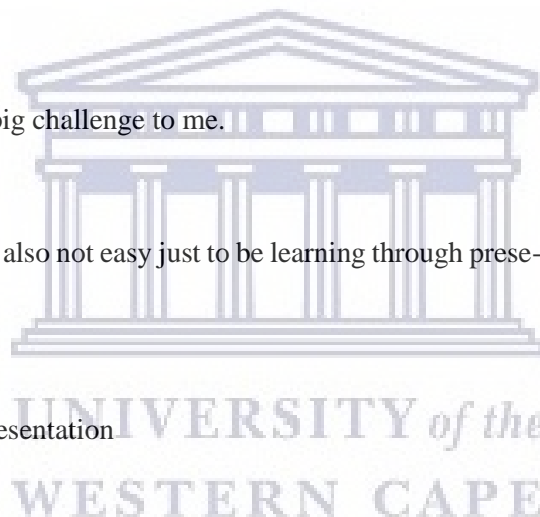 big challenge to me.
also not easy just to be learning through prese-
esentation
UNIVERSITY of the
WESTERN CAPE